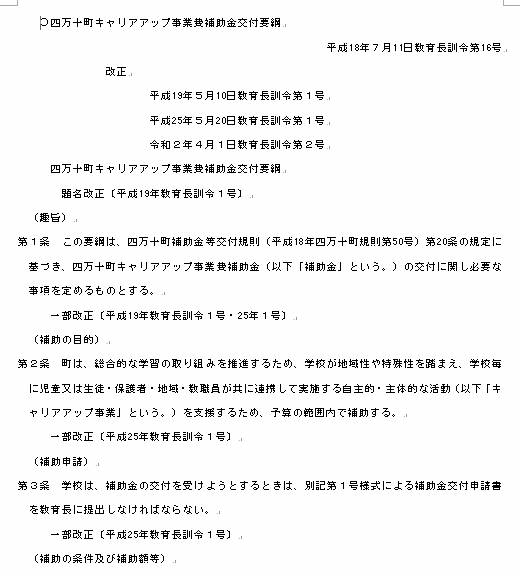 ○四万十町キャリアアップ事業費補助金交付要綱
平成18年７月11日教育長訓令第16号
改正
平成19年５月10日教育長訓令第１号
平成25年５月20日教育長訓令第１号
令和２年４月１日教育長訓令第２号
四万十町キャリアアップ事業費補助金交付要綱
題名改正〔平成19年教育長訓令１号〕
（趣旨）
第１条　この要綱は、四万十町補助金等交付規則（平成18年四万十町規則第50号）第20条の規定に
基づき、四万十町キャリアアップ事業費補助金（以下「補助金」という。）の交付に関し必要な
事項を定めるものとする。
一部改正〔平成19年教育長訓令１号・25年１号〕
（補助の目的）
第２条　町は、総合的な学習の取り組みを推進するため、学校が地域性や特殊性を踏まえ、学校毎
に児童又は生徒・保護者・地域・教職員が共に連携して実施する自主的・主体的な活動（以下「キ
ャリアアップ事業」という。）を支援するため、予算の範囲内で補助する。
一部改正〔平成25年教育長訓令１号〕
（補助申請）
第３条　学校は、補助金の交付を受けようとするときは、別記第１号様式による補助金交付申請書
を教育長に提出しなければならない。
一部改正〔平成25年教育長訓令１号〕
（補助の条件及び補助額等）